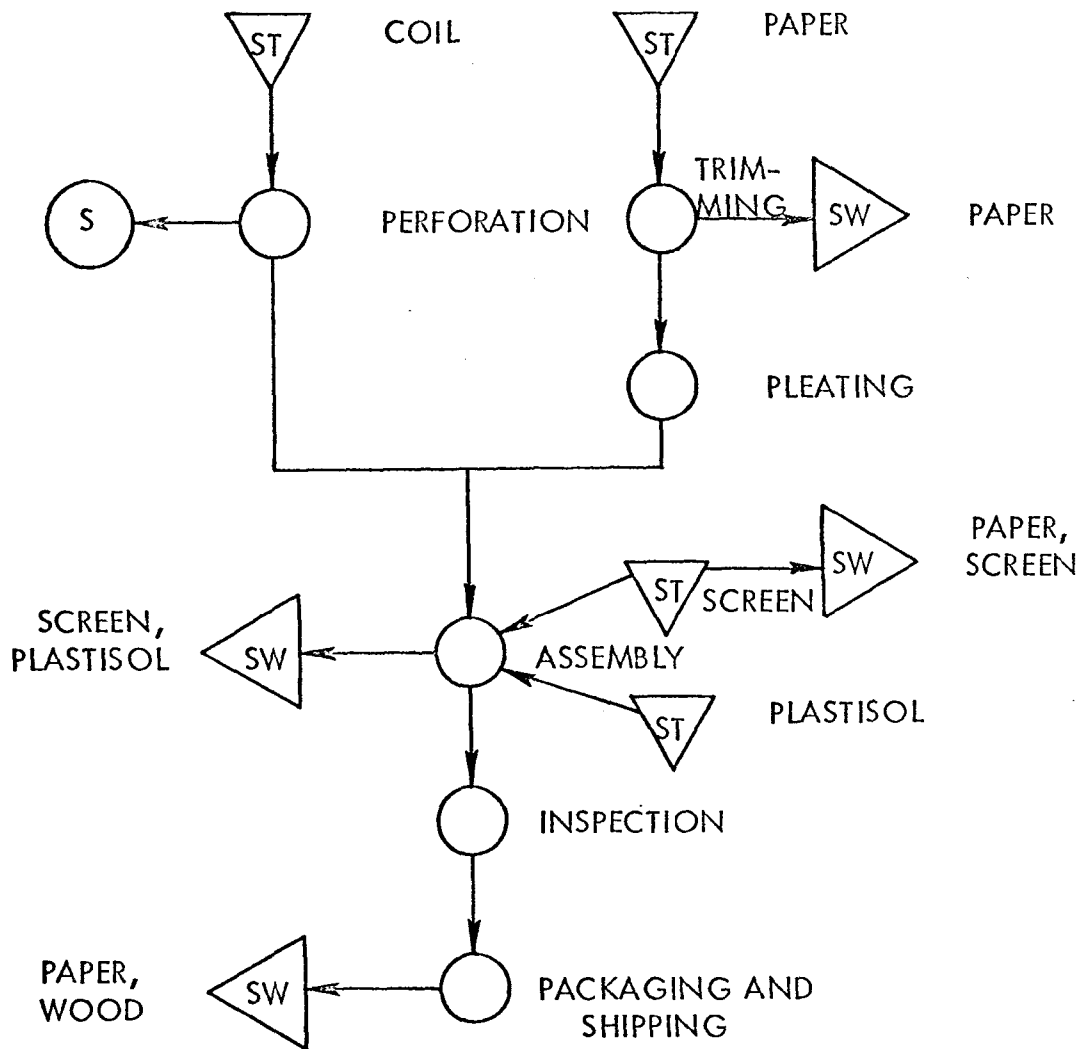 ST
COIL
ST
PAPER
S
PERFORATION
TRIM-
MING
SW
PAPER
PLEATING
PAPER,
SCREEN
SW
ST
SCREEN
SCREEN,
PLASTISOL
SW
ASSEMBLY
ST
PLASTISOL
INSPECTION
PAPER,
WOOD
SW
PACKAGING AND
SHIPPING